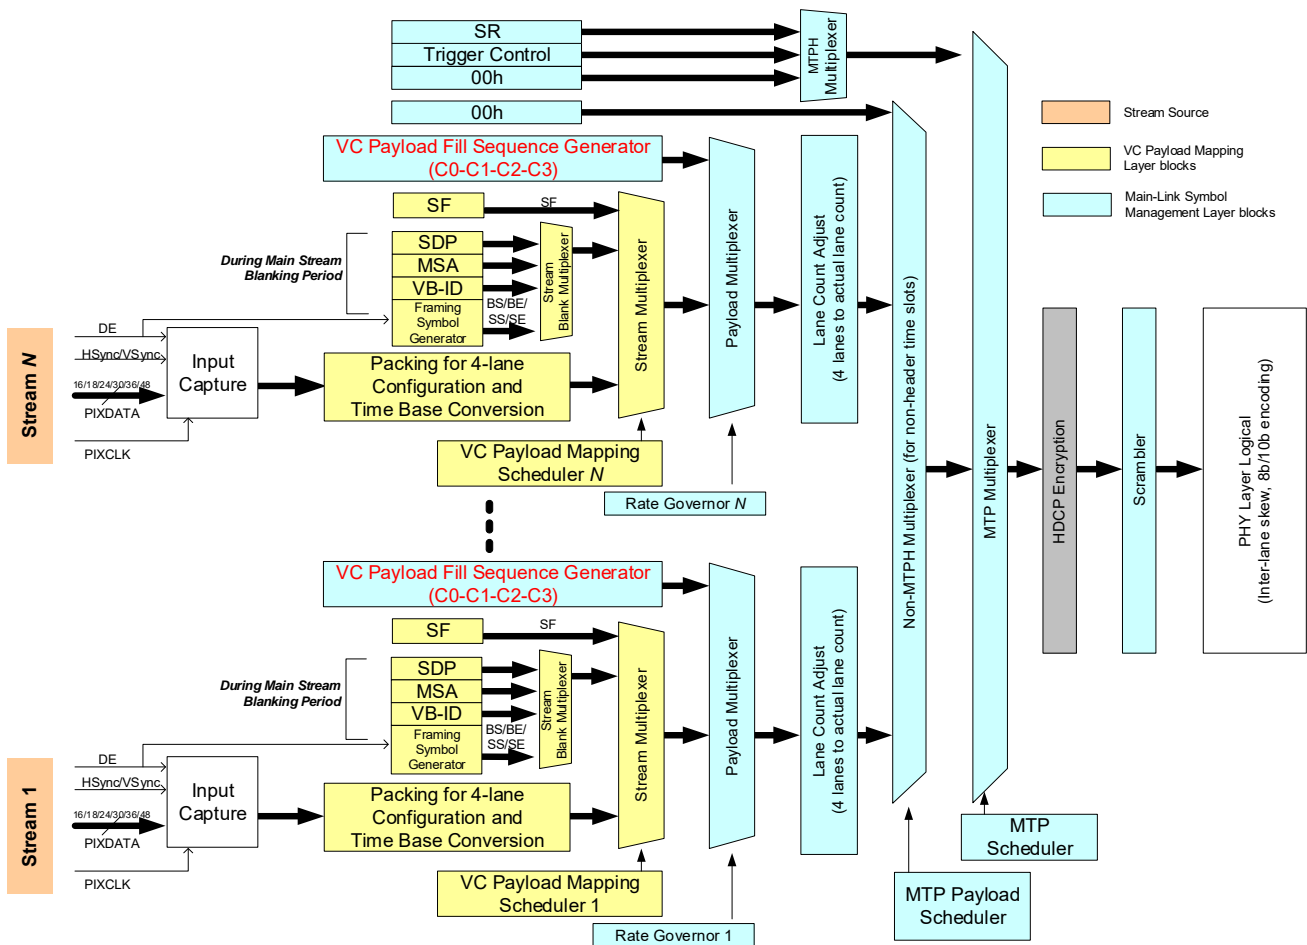 SR
Trigger Control
00h
MTPH
Multiplexer
00h
VC Payload Fill Sequence Generator
(C0-C1-C2-C3)
SF
SF
During Main Stream
Blanking Period
SDP
MSA
VB-ID
Framing
Symbol
Generator
BS/BE/
SS/SE
Stream
Blank Multiplexer
Stream Multiplexer
Payload Multiplexer
Lane Count Adjust
(4 lanes to actual lane count)
Stream N
DE
HSync/VSync
16/18/24/30/36/48
PIXDATA
PIXCLK
Input
Capture
Packing for 4-lane
Configuration and
Time Base Conversion
VC Payload Mapping
Scheduler N
Rate Governor N
VC Payload Fill Sequence Generator
(C0-C1-C2-C3)
SF
SF
During Main Stream
Blanking Period
SDP
MSA
VB-ID
Framing
Symbol
Generator
BS/BE/
SS/SE
Stream
Blank Multiplexer
Stream Multiplexer
Payload Multiplexer
Lane Count Adjust
(4 lanes to actual lane count)
Stream 1
DE
HSync/VSync
16/18/24/30/36/48
PIXDATA
PIXCLK
Input
Capture
Packing for 4-lane
Configuration and
Time Base Conversion
VC Payload Mapping
Scheduler 1
Rate Governor 1
Non-MTPH Multiplexer (for non-header time slots)
MTP Payload
Scheduler
MTP Multiplexer
MTP
Scheduler
HDCP Encryption
Scrambler
PHY Layer Logical
(Inter-lane skew, 8b/10b encoding)
Stream Source
VC Payload Mapping
Layer blocks
Main-Link Symbol
Management Layer blocks